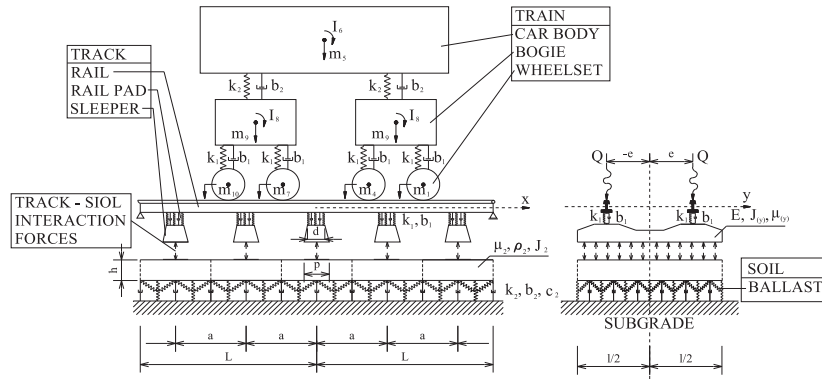 TRACK
RAIL
RAIL PAD
SLEEPER
TRACK - SIOL
INTERACTION
FORCES
I₆
m₅
k₂ b₂ k₂ b₂
I₈ I₈
m₉ m₉
k₁ b₁ k₁ b₁ k₁ b₁ k₁ b₁
m₁₀ m₇ m₄ m₁
TRAIN
CAR BODY
BOGIE
WHEELSET
x
k₁, b₁
d
μ₂, ρ₂, J₂
h
p
k₂, b₂, c₂
a a a a
L L
Q -e e Q
y
k₁ b₁ k₁ b₁
E, J₍y₎, μ₍y₎
SOIL
BALLAST
SUBGRADE
l/2 l/2